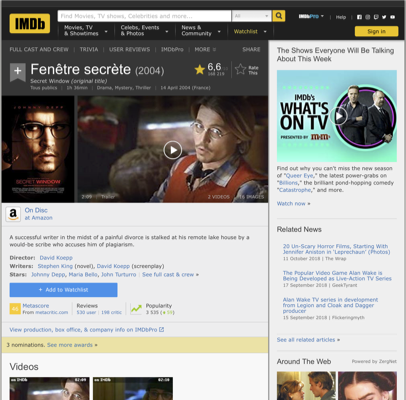 IMDb
Find Movies, TV shows, Celebrities and more...
All
IMDbPro
Help
Movies, TV
& Showtimes
Celebs, Events
& Photos
News &
Community
Watchlist
Sign in
FULL CAST AND CREW | TRIVIA | USER REVIEWS | IMDbPro | MORE
SHARE
Fenêtre secrète (2004)
Secret Window (original title)
Tous publics | 1h 36min | Drama, Mystery, Thriller | 14 April 2004 (France)
6,6
Rate
This
SECRET WINDOW
Trailer
2 VIDEOS
On Disc
at Amazon
A successful writer in the midst of a painful divorce is stalked at his remote lake house by a
would-be scribe who accuses him of plagiarism.
Director: David Koepp
Writers: Stephen King (novel), David Koepp (screenplay)
Stars: Johnny Depp, Maria Bello, John Turturro | See full cast & crew »
+ Add to Watchlist
Metascore
From metacritic.com
Reviews
530 user | 198 critic
Popularity
3 535
View production, box office, & company info on IMDbPro
3 nominations. See more awards »
Videos
IMDb
02:09
IMDb
The Shows Everyone Will Be Talking
About This Week
IMDb's
WHAT'S
ON TV
PRESENTED BY
Find out why you can't miss the new season
of "Queer Eye," the latest power-grabs on
"Billions," the brilliant pond-hopping comedy
"Catastrophe," and more.
Watch now »
Related News
20 Un-Scary Horror Films, Starring
Jennifer Aniston in 'Leprechaun' (Photos)
11 October 2018 | The Wrap
The Popular Video Game Alan Wake is
Being Developed as Live-Action TV Series
17 September 2018 | GeekTyrant
Alan Wake TV series in development
from Legion and Cloak and Dagger
producer
15 September 2018 | Flickeringmyth
See all related articles »
Around The Web
Powered by ZergNet